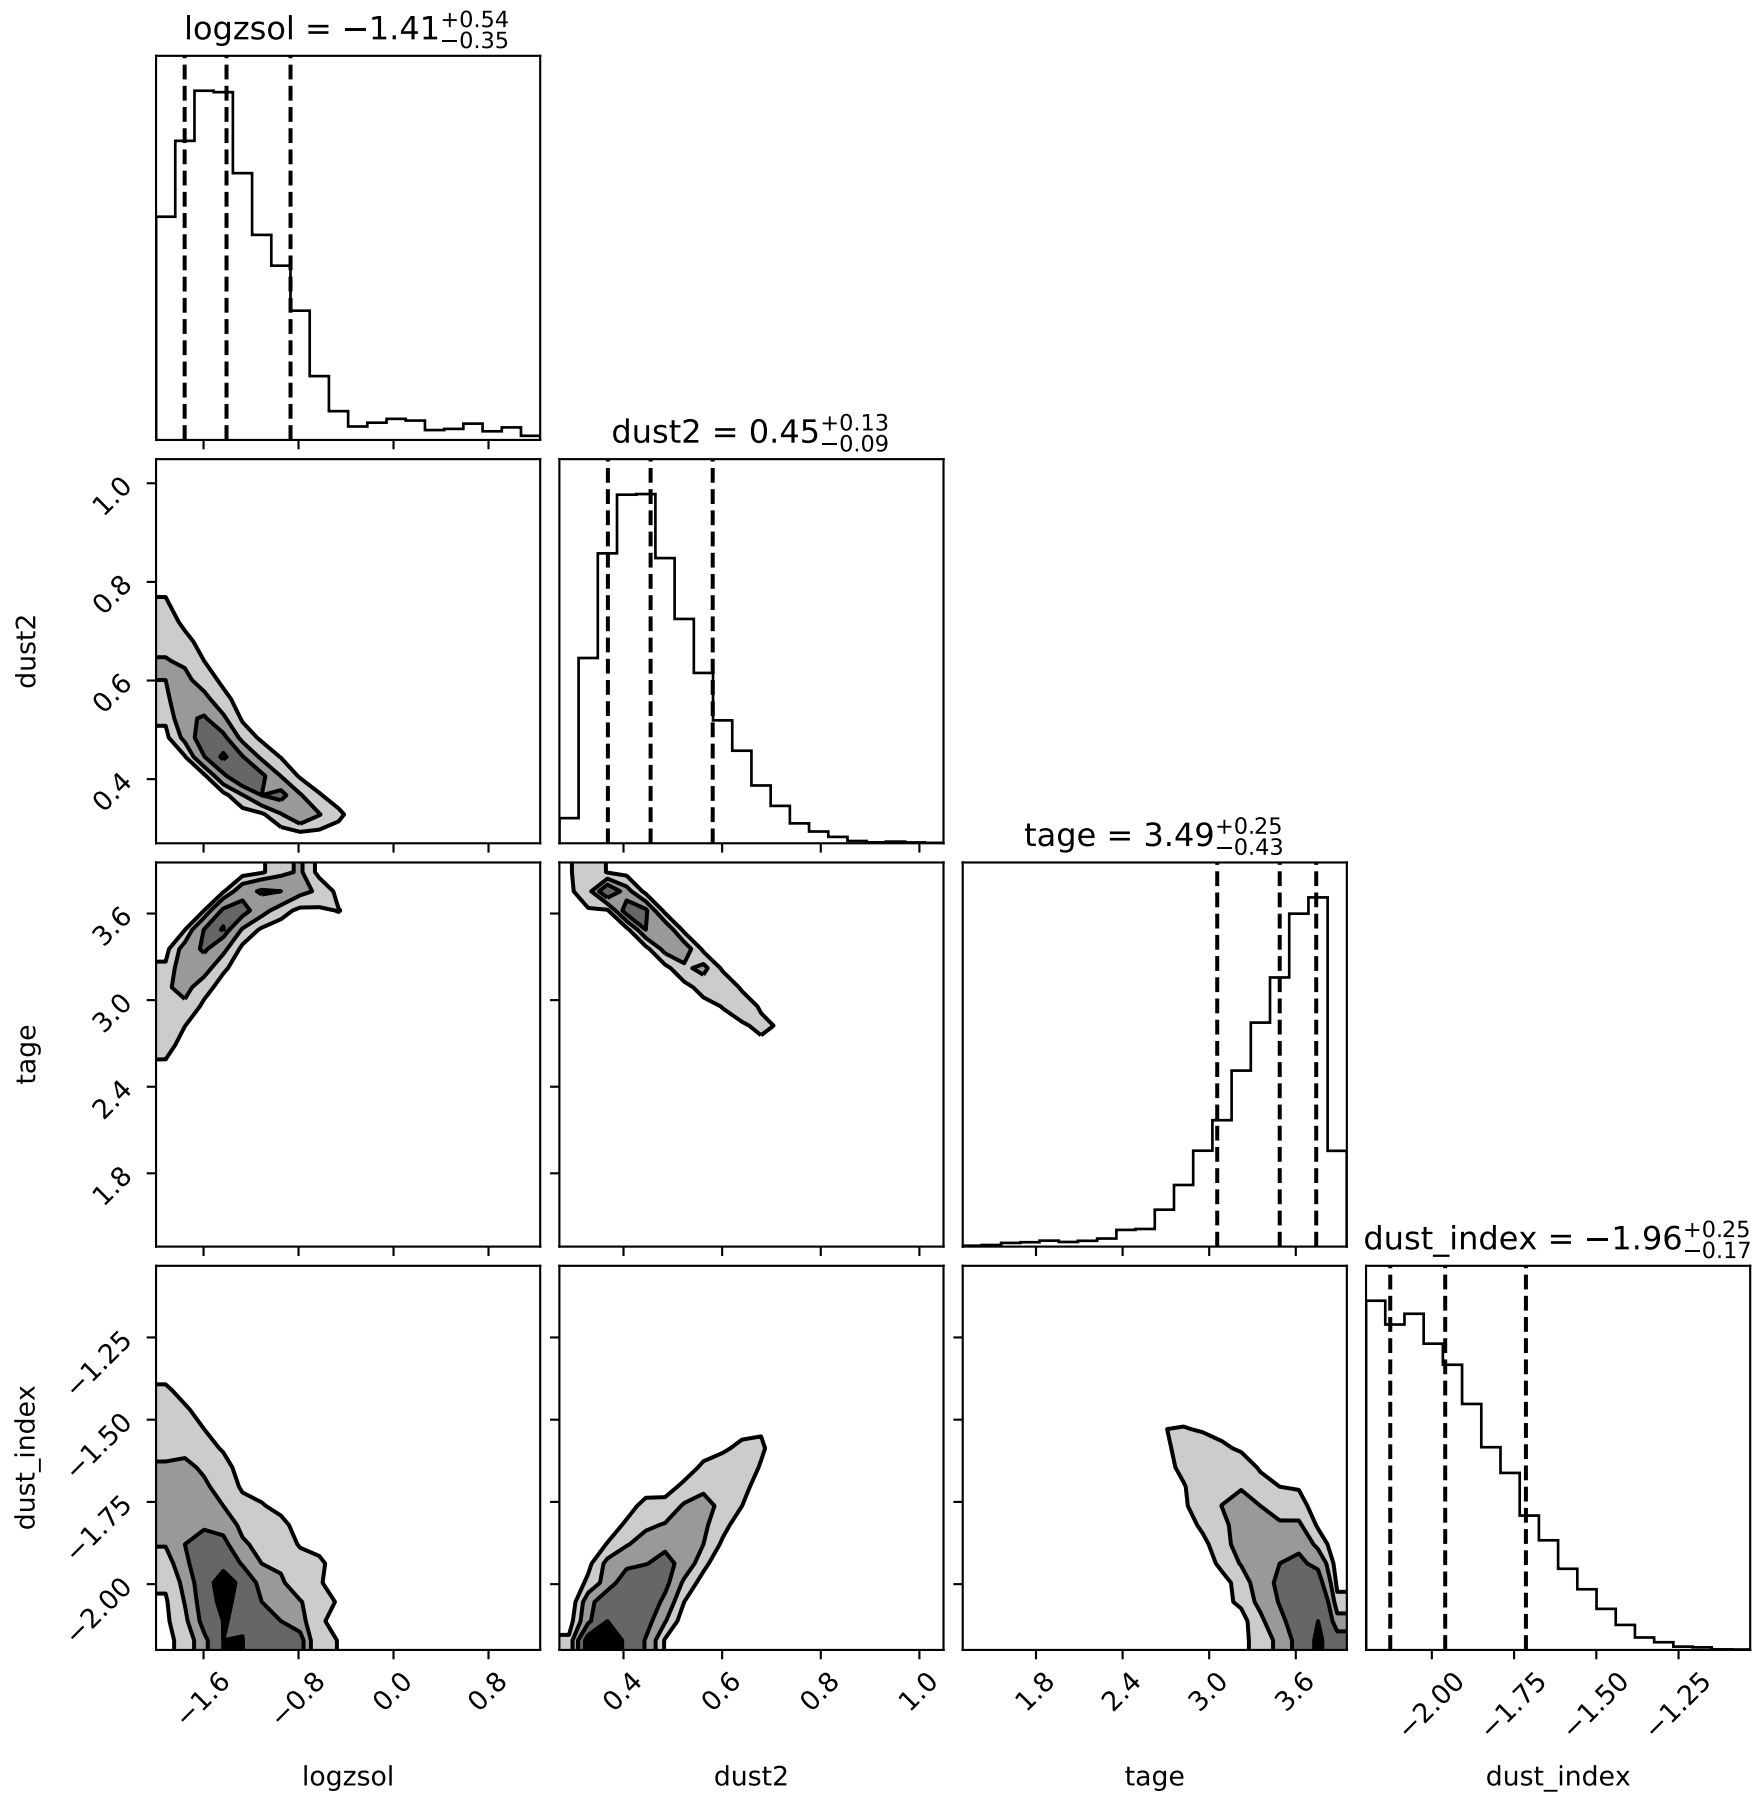 logzsol = −1.41+0.54−0.35
dust2 = 0.45+0.13−0.09
1.0
0.8
0.6
0.4
dust2
tage = 3.49+0.25−0.43
3.6
3.0
2.4
1.8
tage
dust_index = −1.96+0.25−0.17
−1.25
−1.50
−1.75
−2.00
dust_index
−1.6 −0.8 0.0 0.8 0.4 0.6 0.8 1.0 1.8 2.4 3.0 3.6 −2.00 −1.75 −1.50 −1.25
logzsol dust2 tage dust_index